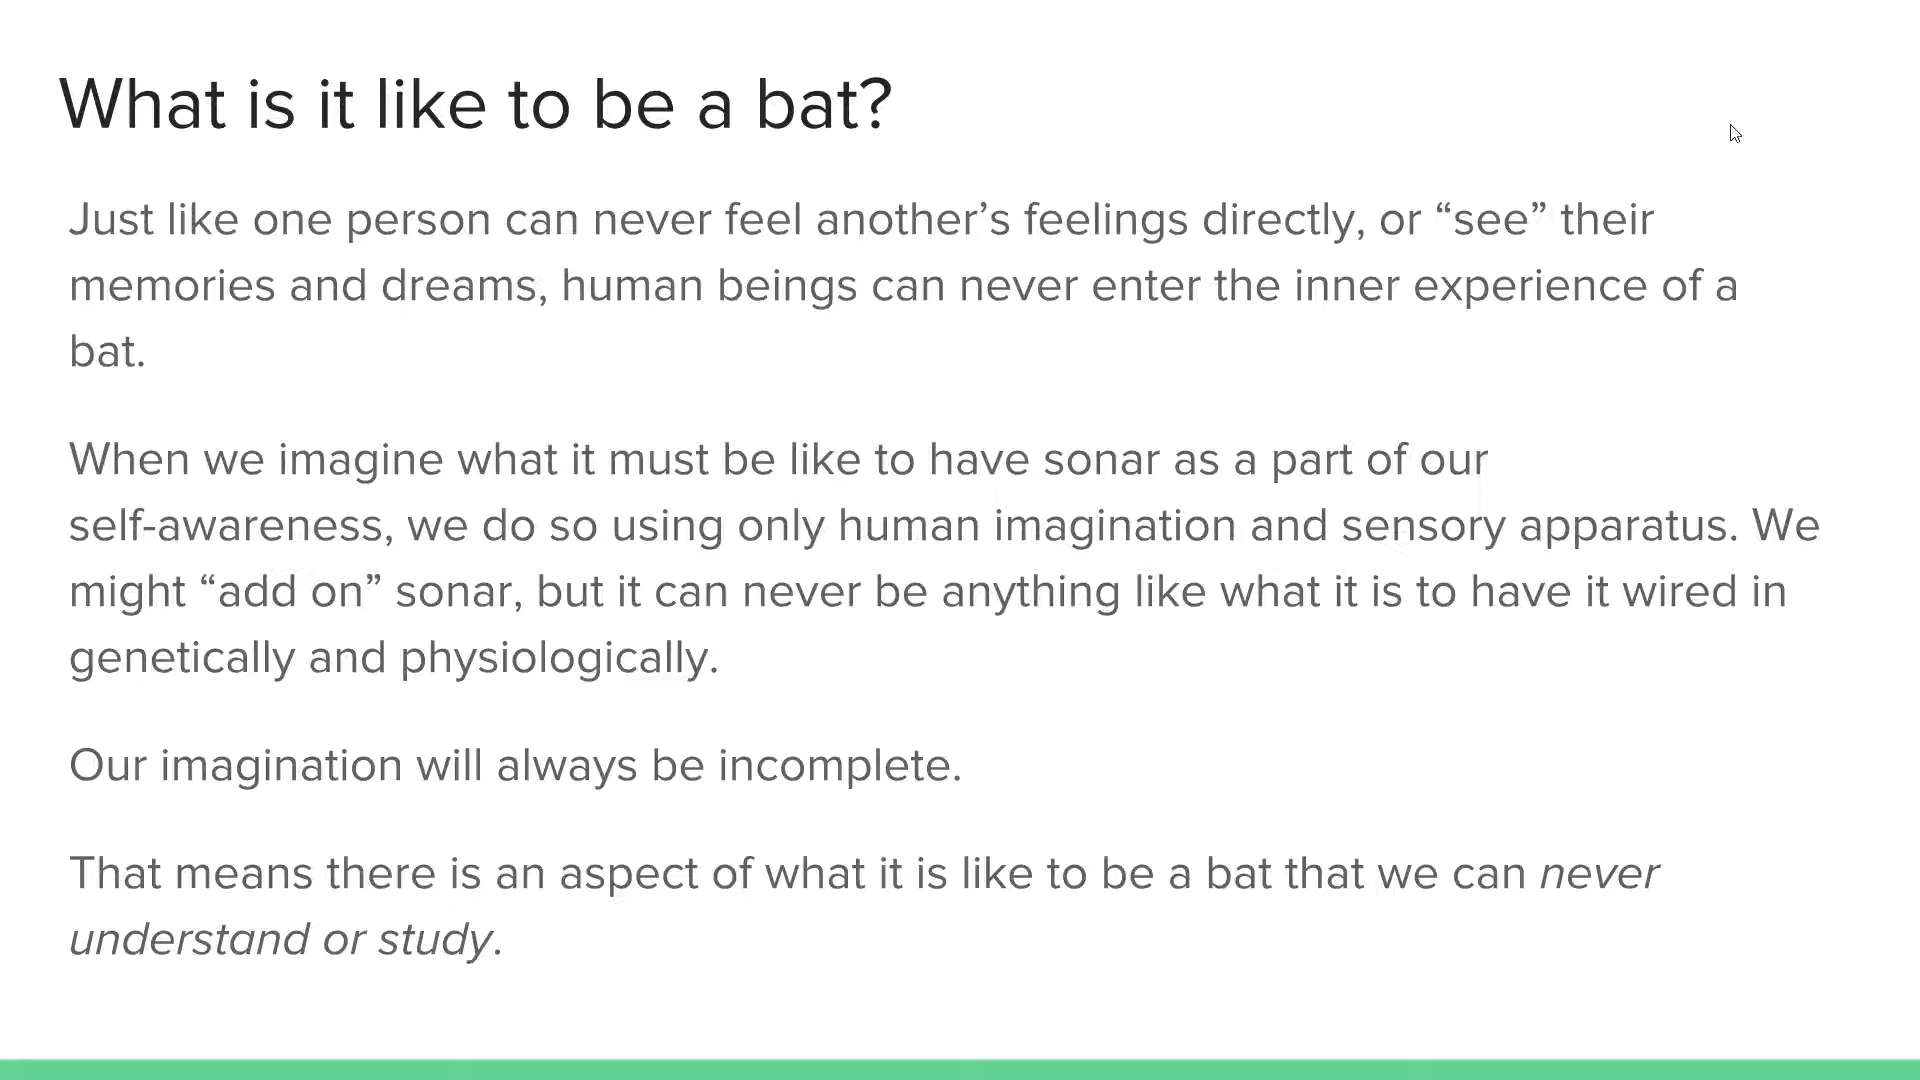 What is it like to be a bat?
Just like one person can never feel another’s feelings directly, or “see” their
memories and dreams, human beings can never enter the inner experience of a
bat.
When we imagine what it must be like to have sonar as a part of our
self-awareness, we do so using only human imagination and sensory apparatus. We
might “add on” sonar, but it can never be anything like what it is to have it wired in
genetically and physiologically.
Our imagination will always be incomplete.
That means there is an aspect of what it is like to be a bat that we can never
understand or study.